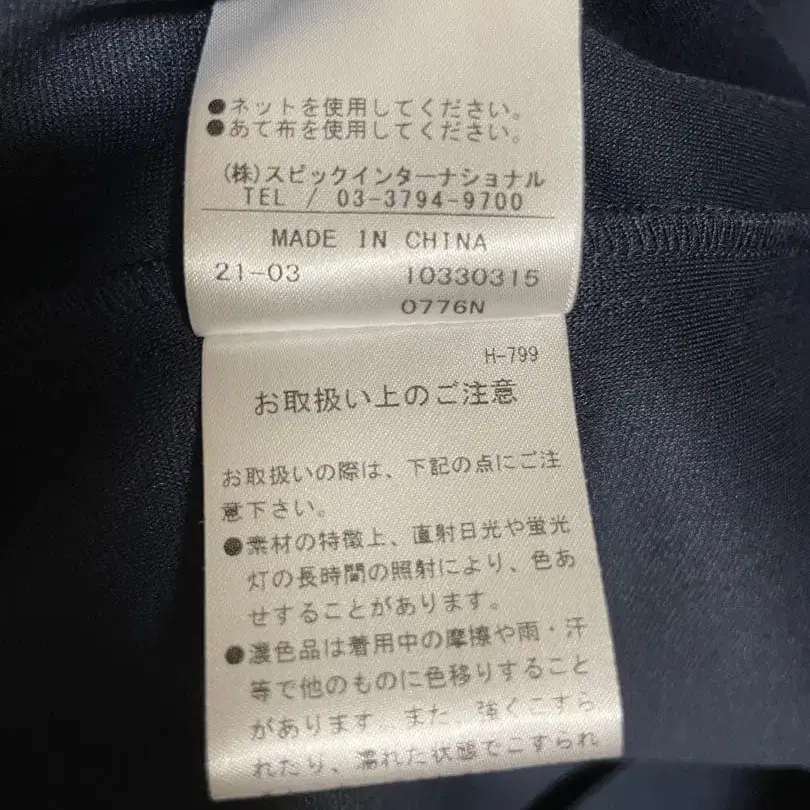 ●ネットを使用してください。
●あて布を使用してください。
(株)スピックインターナショナル
TEL / 03-3794-9700
MADE IN CHINA
21-03 10330315
0776N
H-799
お取扱い上のご注意
お取扱いの際は、下記の点にご注
意下さい。
●素材の特徴上、直射日光や蛍光
灯の長時間の照射により、色あ
せすることがあります。
●濃色品は着用中の摩擦や雨・汗
等で他のものに色移りすること
があります。また、強くこすら
れたり、濡れた状態でこすられ